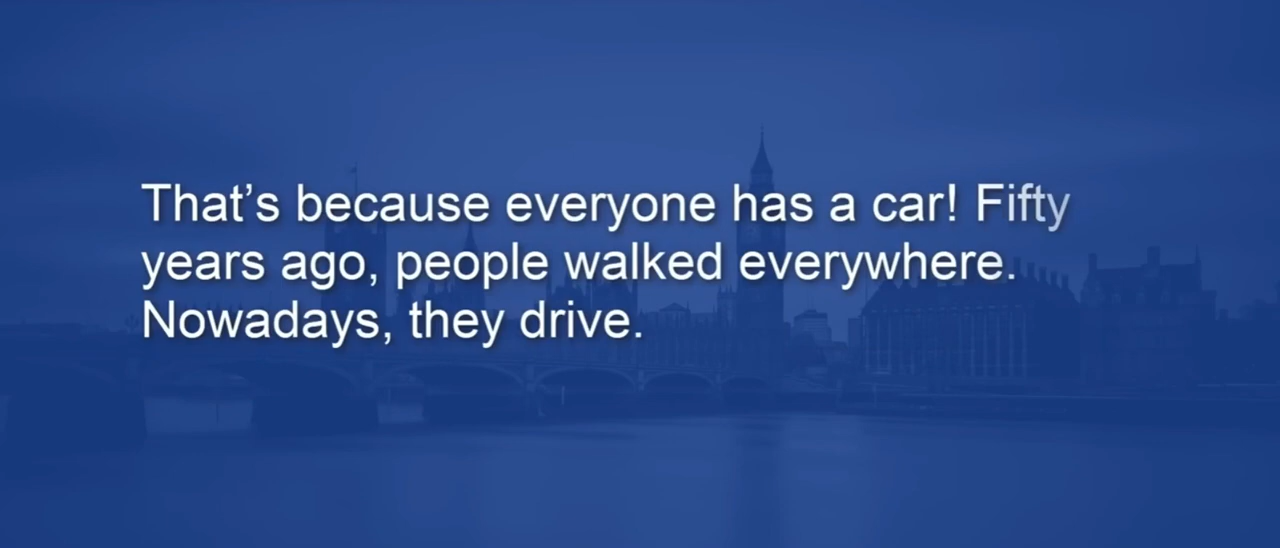 That’s because everyone has a car! Fifty
years ago, people walked everywhere.
Nowadays, they drive.